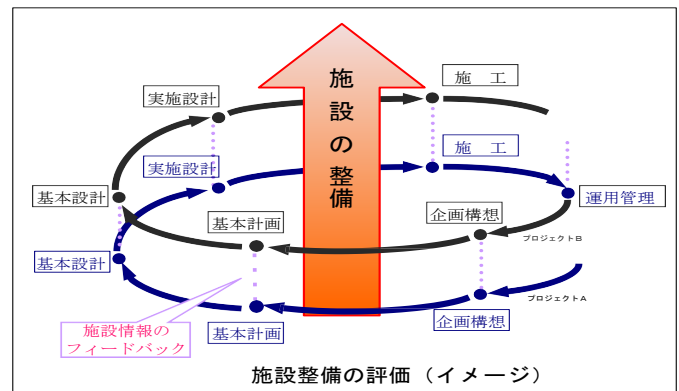 施設の整備
施　工
実施設計
施　工
実施設計
基本設計
運用管理
基本計画
企画構想
プロジェクトB
基本設計
プロジェクトA
施設情報の
フィードバック
基本計画
企画構想
施設整備の評価（イメージ）